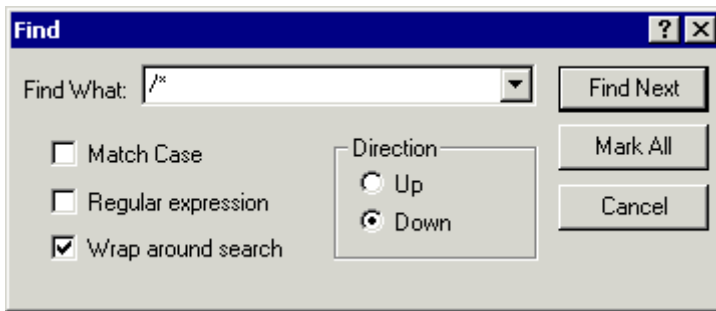 Find
Find What: /*
Find Next
Match Case
Direction
Mark All
Up
Regular expression
Cancel
Down
Wrap around search